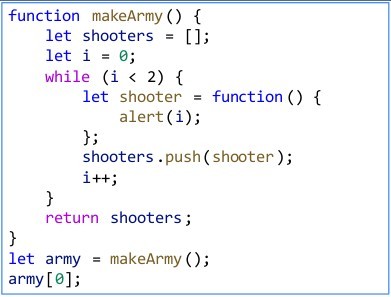 function makeArmy() {
    let shooters = [];
    let i = 0;
    while (i < 2) {
        let shooter = function() {
            alert(i);
        };
        shooters.push(shooter);
        i++;
    }
    return shooters;
}
let army = makeArmy();
army[0];